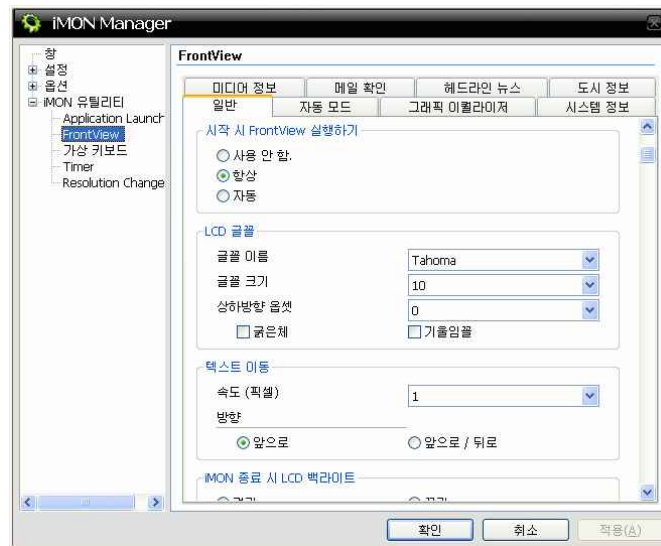 iMON Manager
창
설정
옵션
iMON 유틸리티
Application Launch
FrontView
가상 키보드
Timer
Resolution Change
FrontView
미디어 정보 메일 확인 헤드라인 뉴스 도시 정보
일반 자동 모드 그래픽 이퀄라이저 시스템 정보
시작 시 FrontView 실행하기
사용 안 함.
항상
자동
LCD 글꼴
글꼴 이름 Tahoma
글꼴 크기 10
상하방향 옵셋 0
굵은체 기울임꼴
텍스트 이동
속도 (픽셀) 1
방향
앞으로 앞으로 / 뒤로
iMON 종료 시 LCD 백라이트
확인 취소 적용(A)